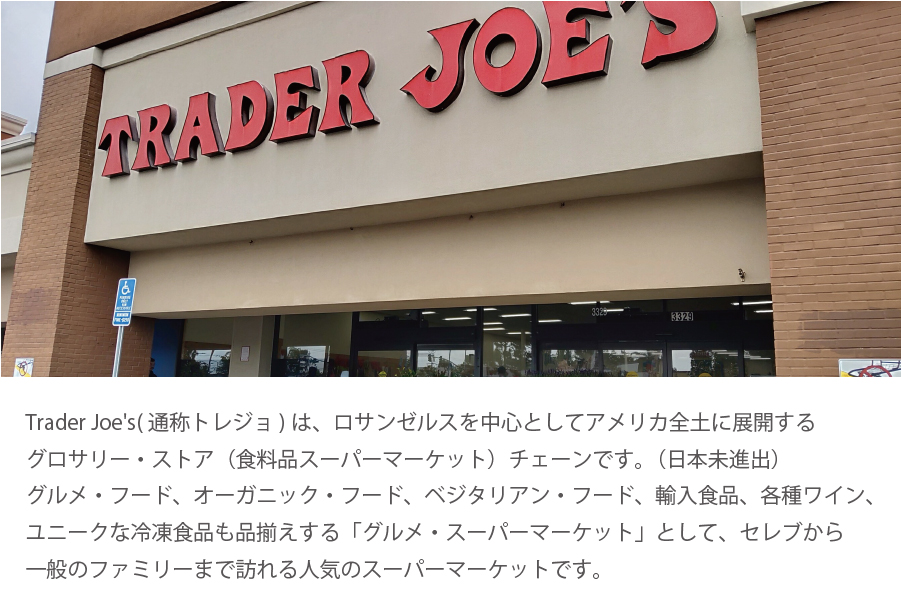 TRADER JOE'S
3329
3329
Trader Joe's( 通称トレジョ ) は、ロサンゼルスを中心としてアメリカ全土に展開する
グロサリー・ストア（食料品スーパーマーケット）チェーンです。（日本未進出）
グルメ・フード、オーガニック・フード、ベジタリアン・フード、輸入食品、各種ワイン、
ユニークな冷凍食品も品揃えする「グルメ・スーパーマーケット」として、セレブから
一般のファミリーまで訪れる人気のスーパーマーケットです。